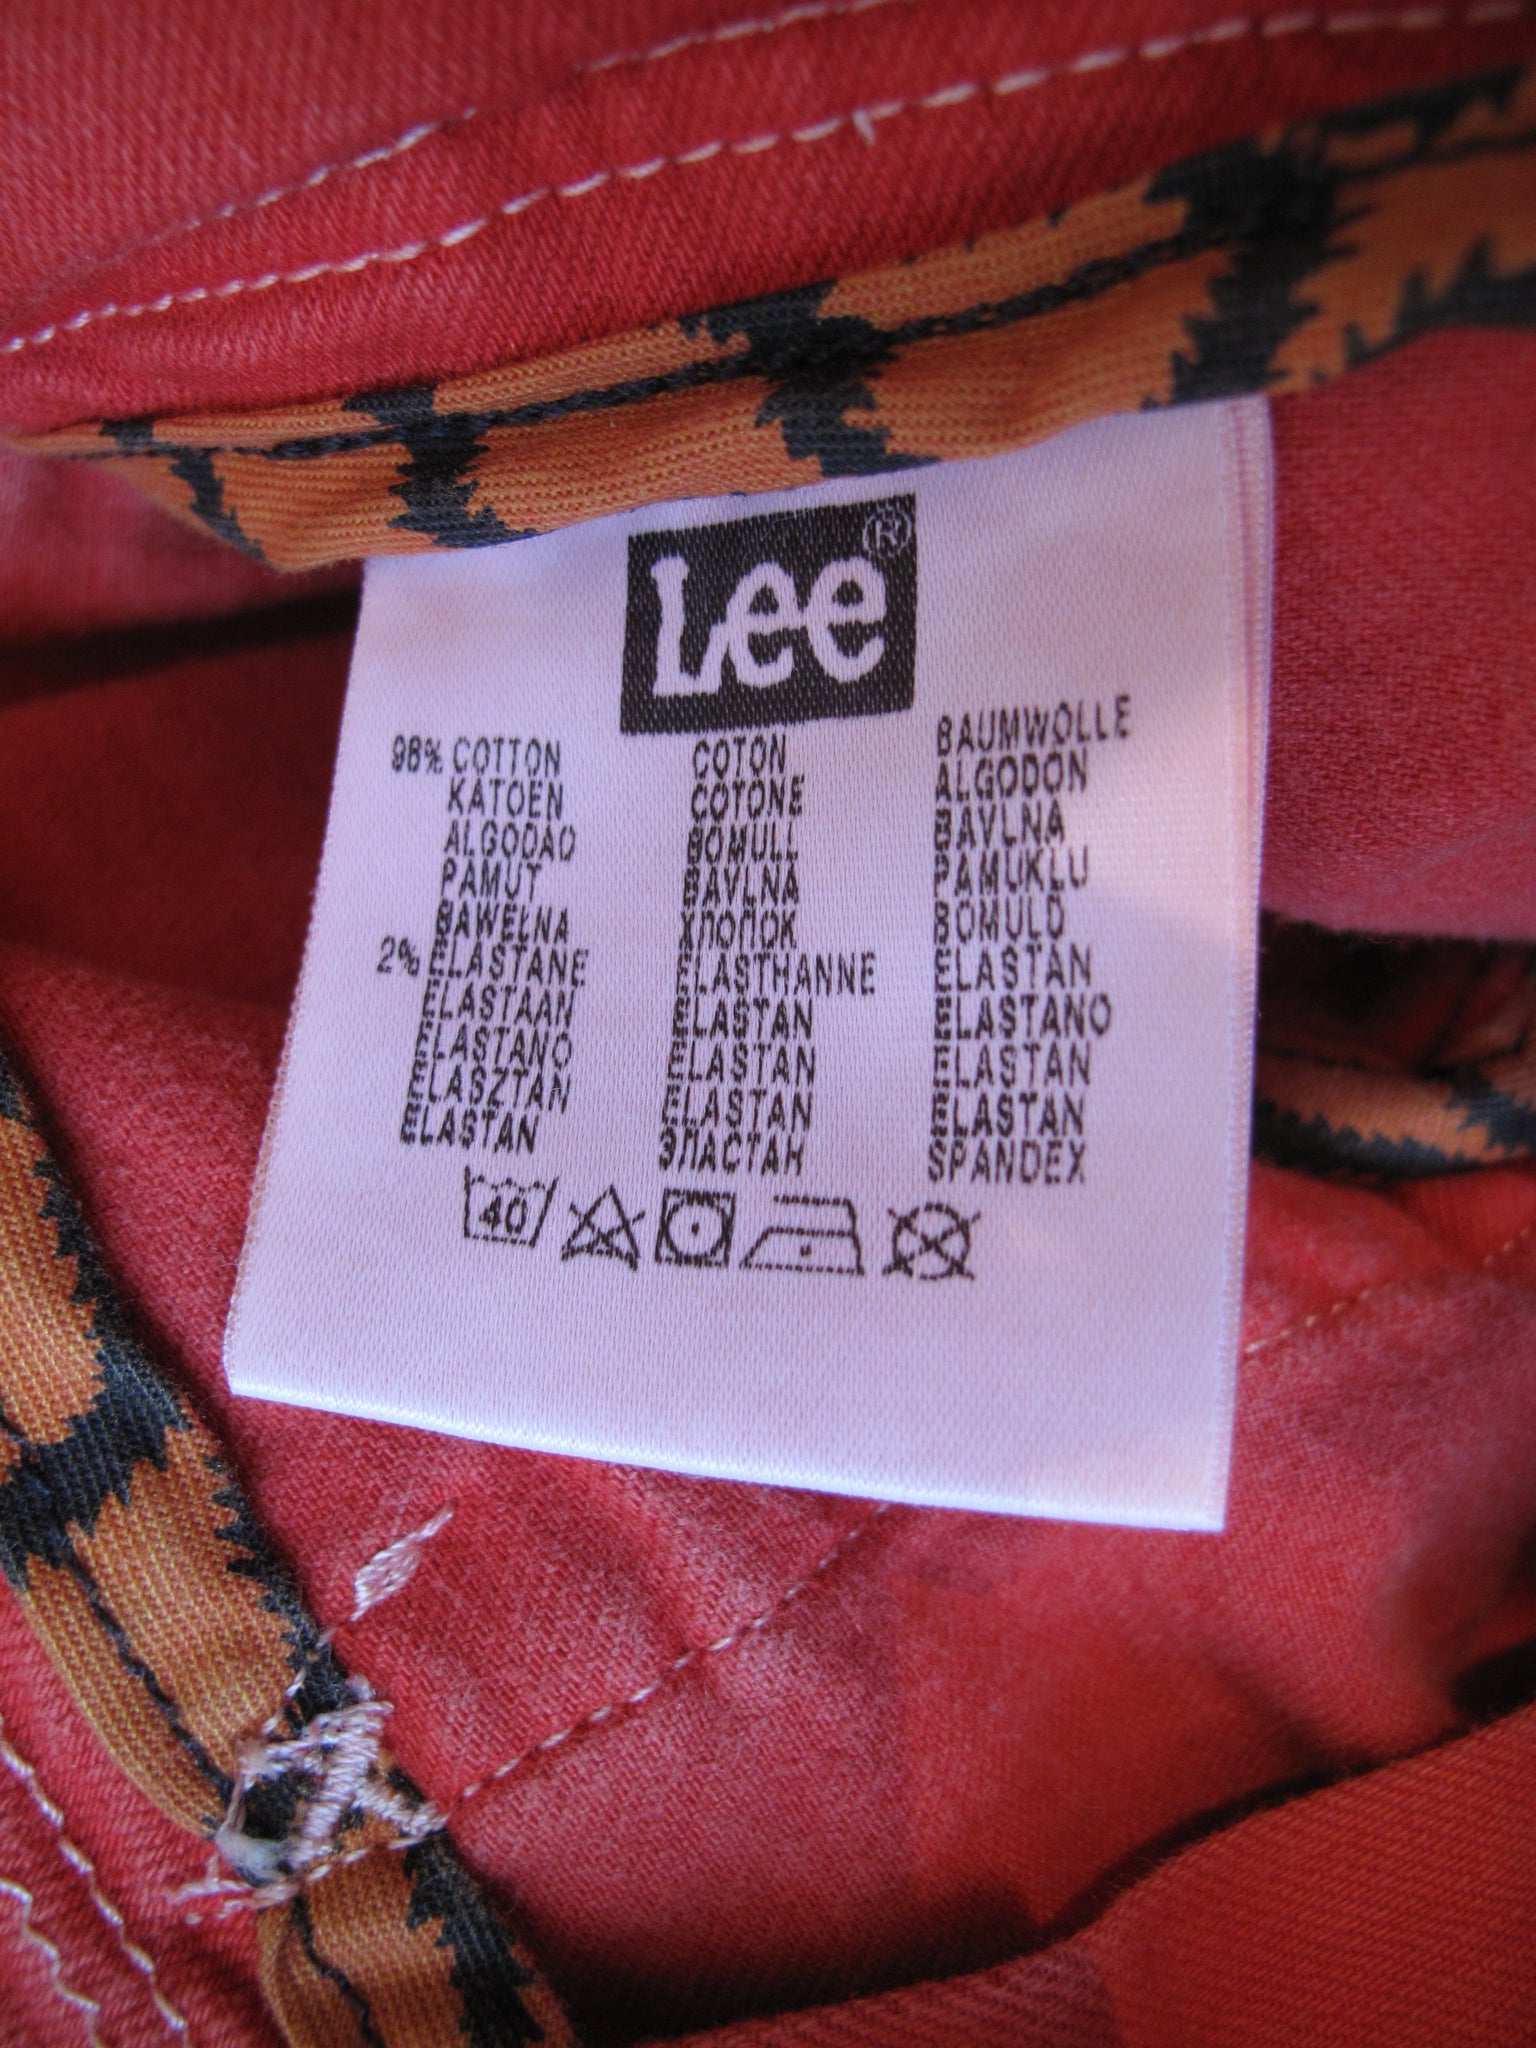 Lee ®
98% COTTON COTON BAUMWOLLE
KATOEN COTONE ALGODON
ALGODAO BOMULL BAVLNA
PAMUT BAVLNA PAMUKLU
BAWEŁNA ХЛОПОК BOMULD
2% ELASTANE ELASTHANNE ELASTAN
ELASTAAN ELASTAN ELASTANO
ELASTANO ELASTAN ELASTAN
ELASZTAN ELASTAN ELASTAN
ELASTAN ЭЛАСТАН SPANDEX
40